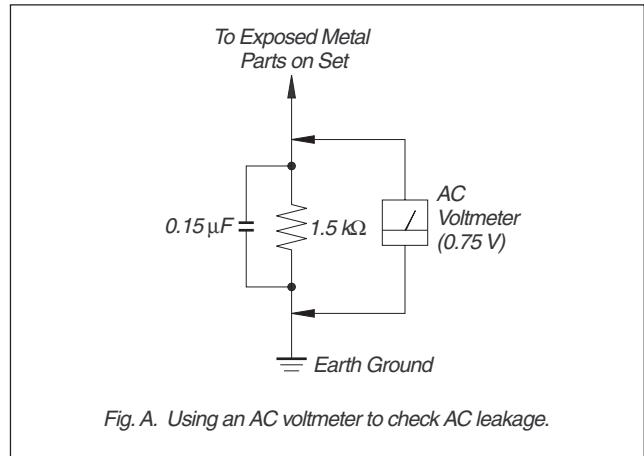 To Exposed Metal
Parts on Set
0.15 µF
1.5 kΩ
AC
Voltmeter
(0.75 V)
Earth Ground
Fig. A. Using an AC voltmeter to check AC leakage.